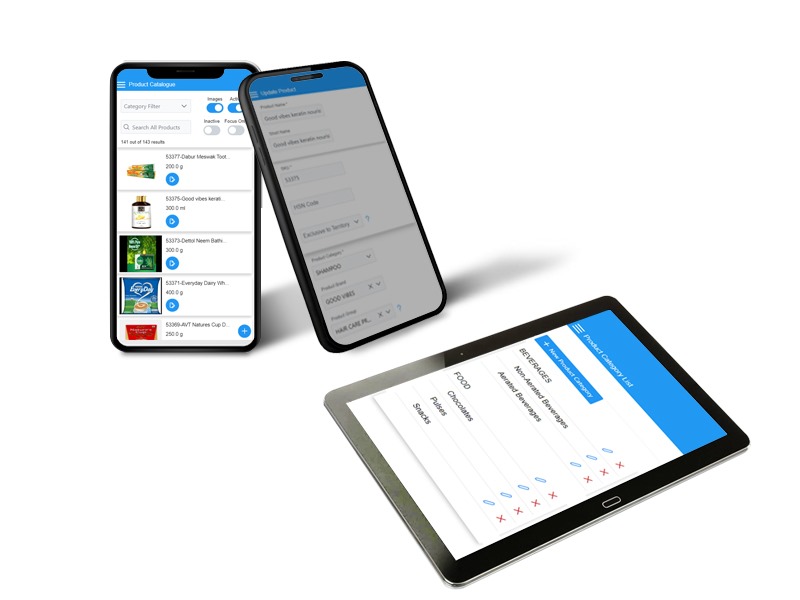 Product Catalogue
Category Filter
Images
Search All Products
Inactive
Focus On
141 out of 143 results
53377-Dabur Meswak Toot..
200.0 g
53375-Good vibes kerati...
300.0 ml
53373-Dettol Neem Bathi...
300.0 g
53371-Everyday Dairy Wh...
400.0 g
53369-AVT Natures Cup D...
250.0 g
Update Product
Product Name *
Good vibes keratin nouris
Short Name
Good vibes keratin nouris
SKU *
53375
HSN Code
Exclusive to Territory
?
Product Category *
SHAMPOO
Product Brand
GOOD VIBES
Product Group
HAIR CARE PR...
?
Product Category List
+ New Product Category
BEVERAGES
Non-Aerated Beverages
Aerated Beverages
FOOD
Chocolates
Pulses
Snacks